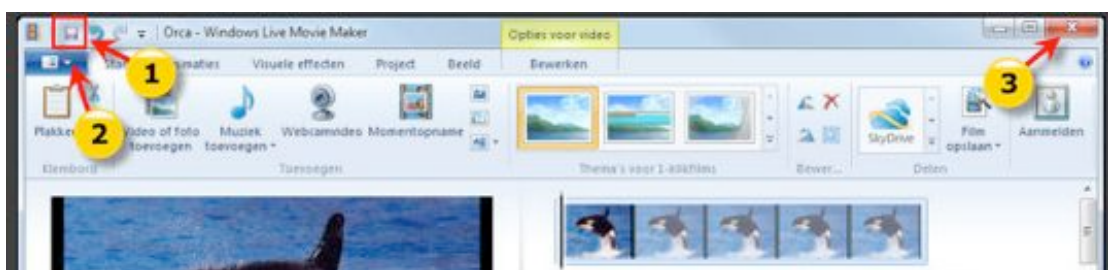 Orca - Windows Live Movie Maker
Opties voor video
1
Visuele effecten Project Beeld Bewerken
3
2
Plakken
Video of foto toevoegen
Muziek toevoegen
Webcamvideo
Momentopname
SkyDrive
Film opslaan
Aanmelden
Klembord
Toevoegen
Thema's voor 1-klikfilms
Bewer...
Delen